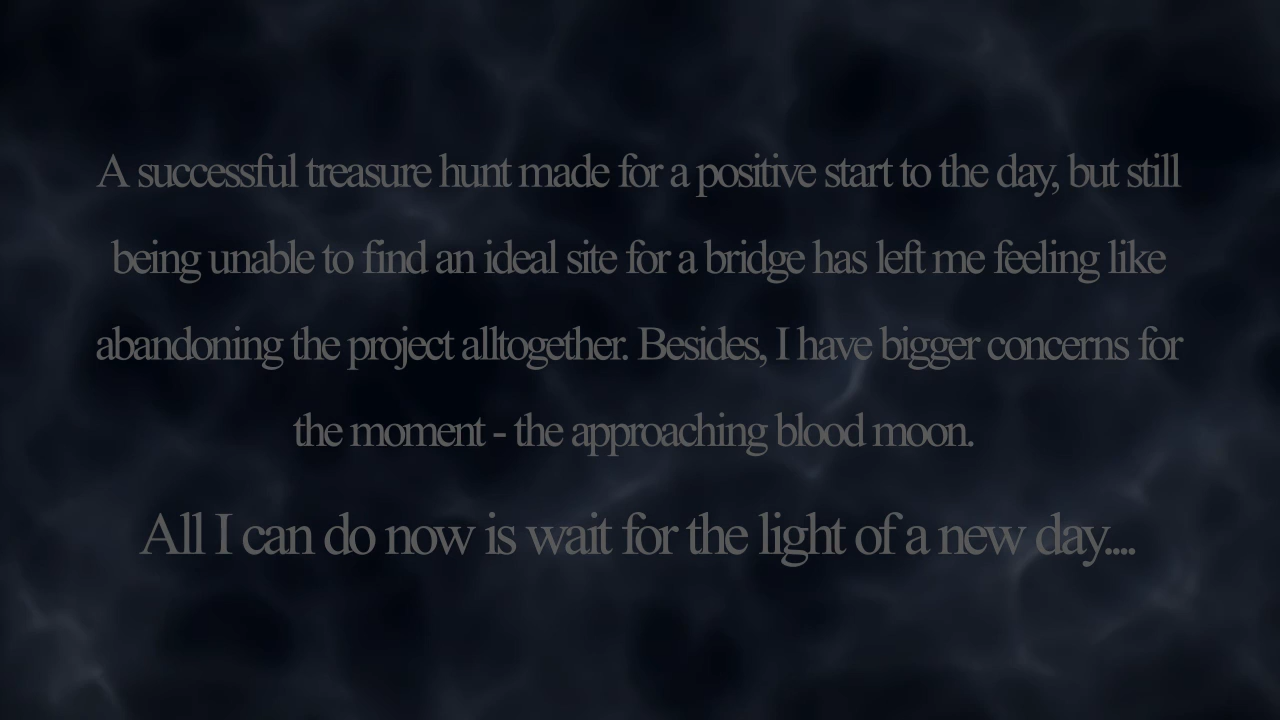 A successful treasure hunt made for a positive start to the day, but still
being unable to find an ideal site for a bridge has left me feeling like
abandoning the project alltogether. Besides, I have bigger concerns for
the moment - the approaching blood moon.
All I can do now is wait for the light of a new day....